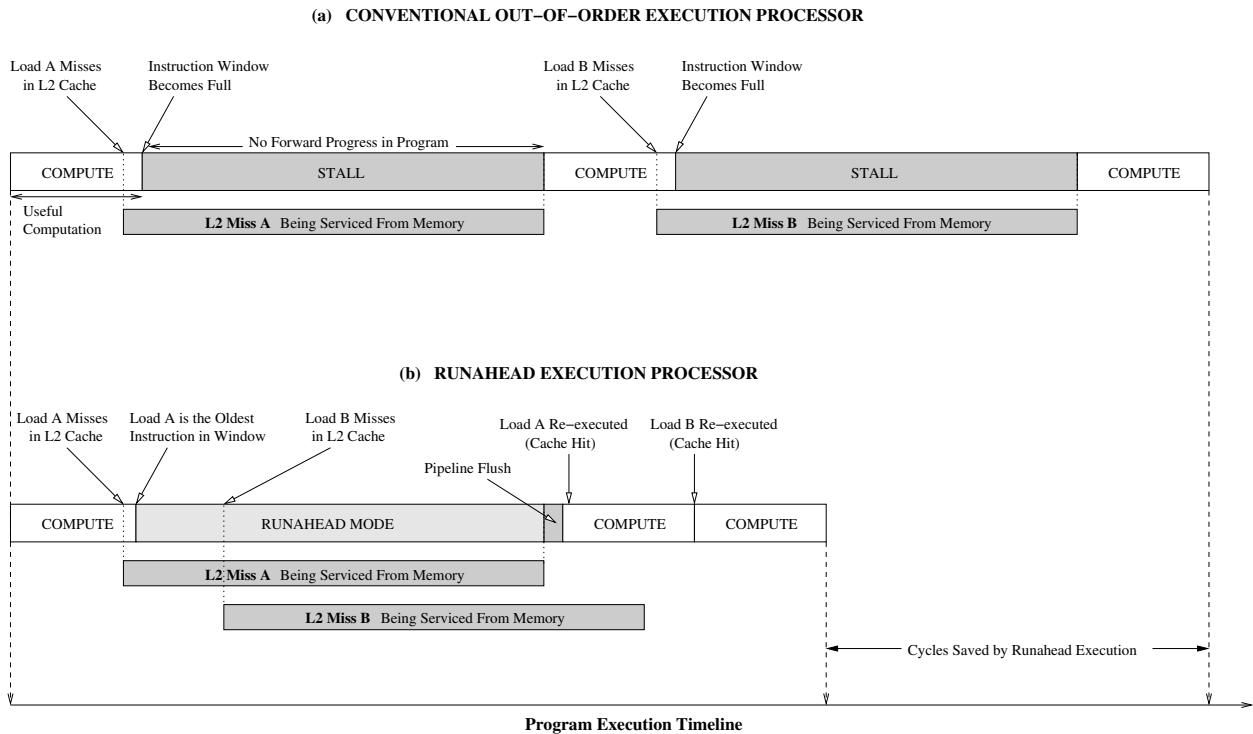 (a) CONVENTIONAL OUT−OF−ORDER EXECUTION PROCESSOR
Load A Misses
in L2 Cache
Instruction Window
Becomes Full
Load B Misses
in L2 Cache
Instruction Window
Becomes Full
No Forward Progress in Program
COMPUTE
STALL
COMPUTE
STALL
COMPUTE
Useful
Computation
L2 Miss A Being Serviced From Memory
L2 Miss B Being Serviced From Memory
(b) RUNAHEAD EXECUTION PROCESSOR
Load A Misses
in L2 Cache
Load A is the Oldest
Instruction in Window
Load B Misses
in L2 Cache
Pipeline Flush
Load A Re−executed
(Cache Hit)
Load B Re−executed
(Cache Hit)
COMPUTE
RUNAHEAD MODE
COMPUTE
COMPUTE
L2 Miss A Being Serviced From Memory
L2 Miss B Being Serviced From Memory
Cycles Saved by Runahead Execution
Program Execution Timeline